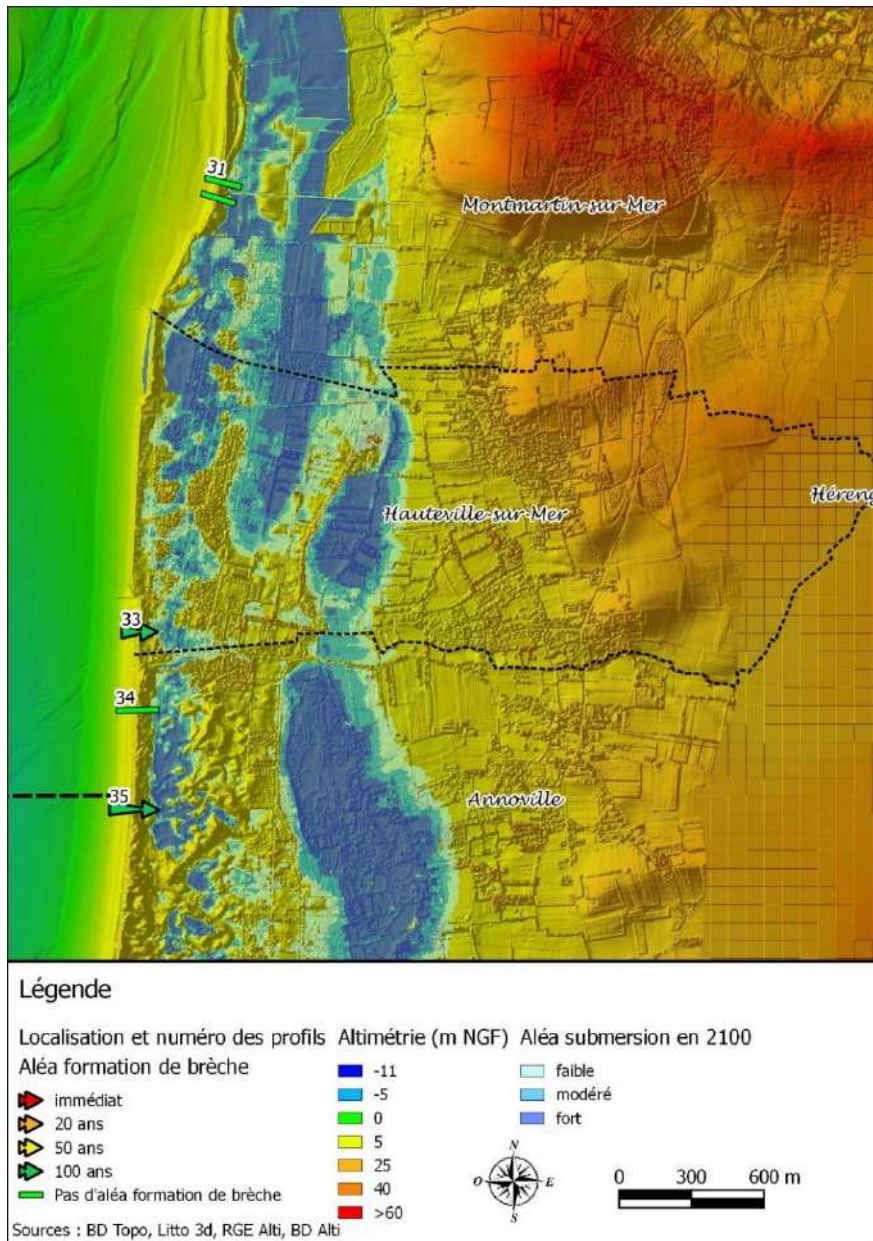 31
Montmartin-sur-Mer
Héreng
Hauteville-sur-Mer
33
34
35
Annoville
Légende
Localisation et numéro des profils
Aléa formation de brèche
immédiat
20 ans
50 ans
100 ans
Pas d'aléa formation de brèche
Altimétrie (m NGF)
-11
-5
0
5
25
40
>60
Aléa submersion en 2100
faible
modéré
fort
N
O E
S
0 300 600 m
Sources : BD Topo, Litto 3d, RGE Alti, BD Alti